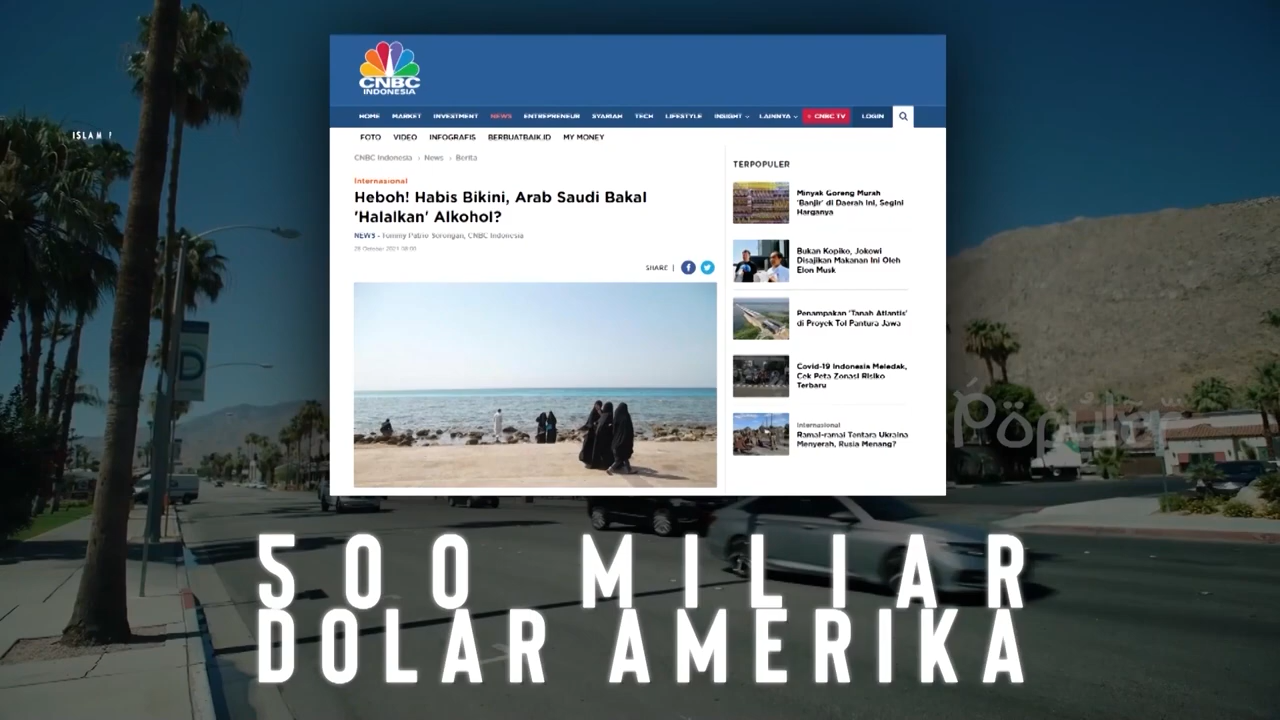 ISLAM P
CNBC
INDONESIA
HOME MARKET INVESTMENT NEWS ENTREPRENEUR SYARIAH TECH LIFESTYLE INSIGHT LAINNYA CNBC TV LOGIN
FOTO VIDEO INFOGRAFIS BERBUATBAIK.ID MY MONEY
CNBC Indonesia > News > Berita
Internasional
Heboh! Habis Bikini, Arab Saudi Bakal
'Halalkan' Alkohol?
NEWS - Tommy Patrio Sorongan, CNBC Indonesia
SHARE |
TERPOPULER
Minyak Goreng Murah
'Banjir' di Daerah Ini, Segini
Harganya
Bukan Kopiko, Jokowi
Disajikan Makanan Ini Oleh
Elon Musk
Penampakan 'Tanah Atlantis'
di Proyek Tol Pantura Jawa
Covid-19 Indonesia Meledak,
Cek Peta Zonasi Risiko
Terbaru
Internasional
Ramai-ramai Tentara Ukraina
Menyerah, Rusia Menang?
D
Populer
500 MILIAR
DOLAR AMERIKA